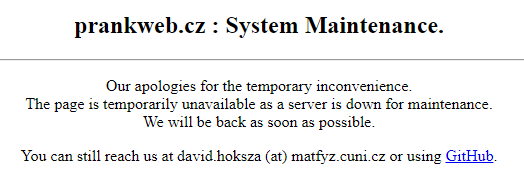 prankweb.cz : System Maintenance.
Our apologies for the temporary inconvenience.
The page is temporarily unavailable as a server is down for maintenance.
We will be back as soon as possible.
You can still reach us at david.hoksza (at) matfyz.cuni.cz or using GitHub.